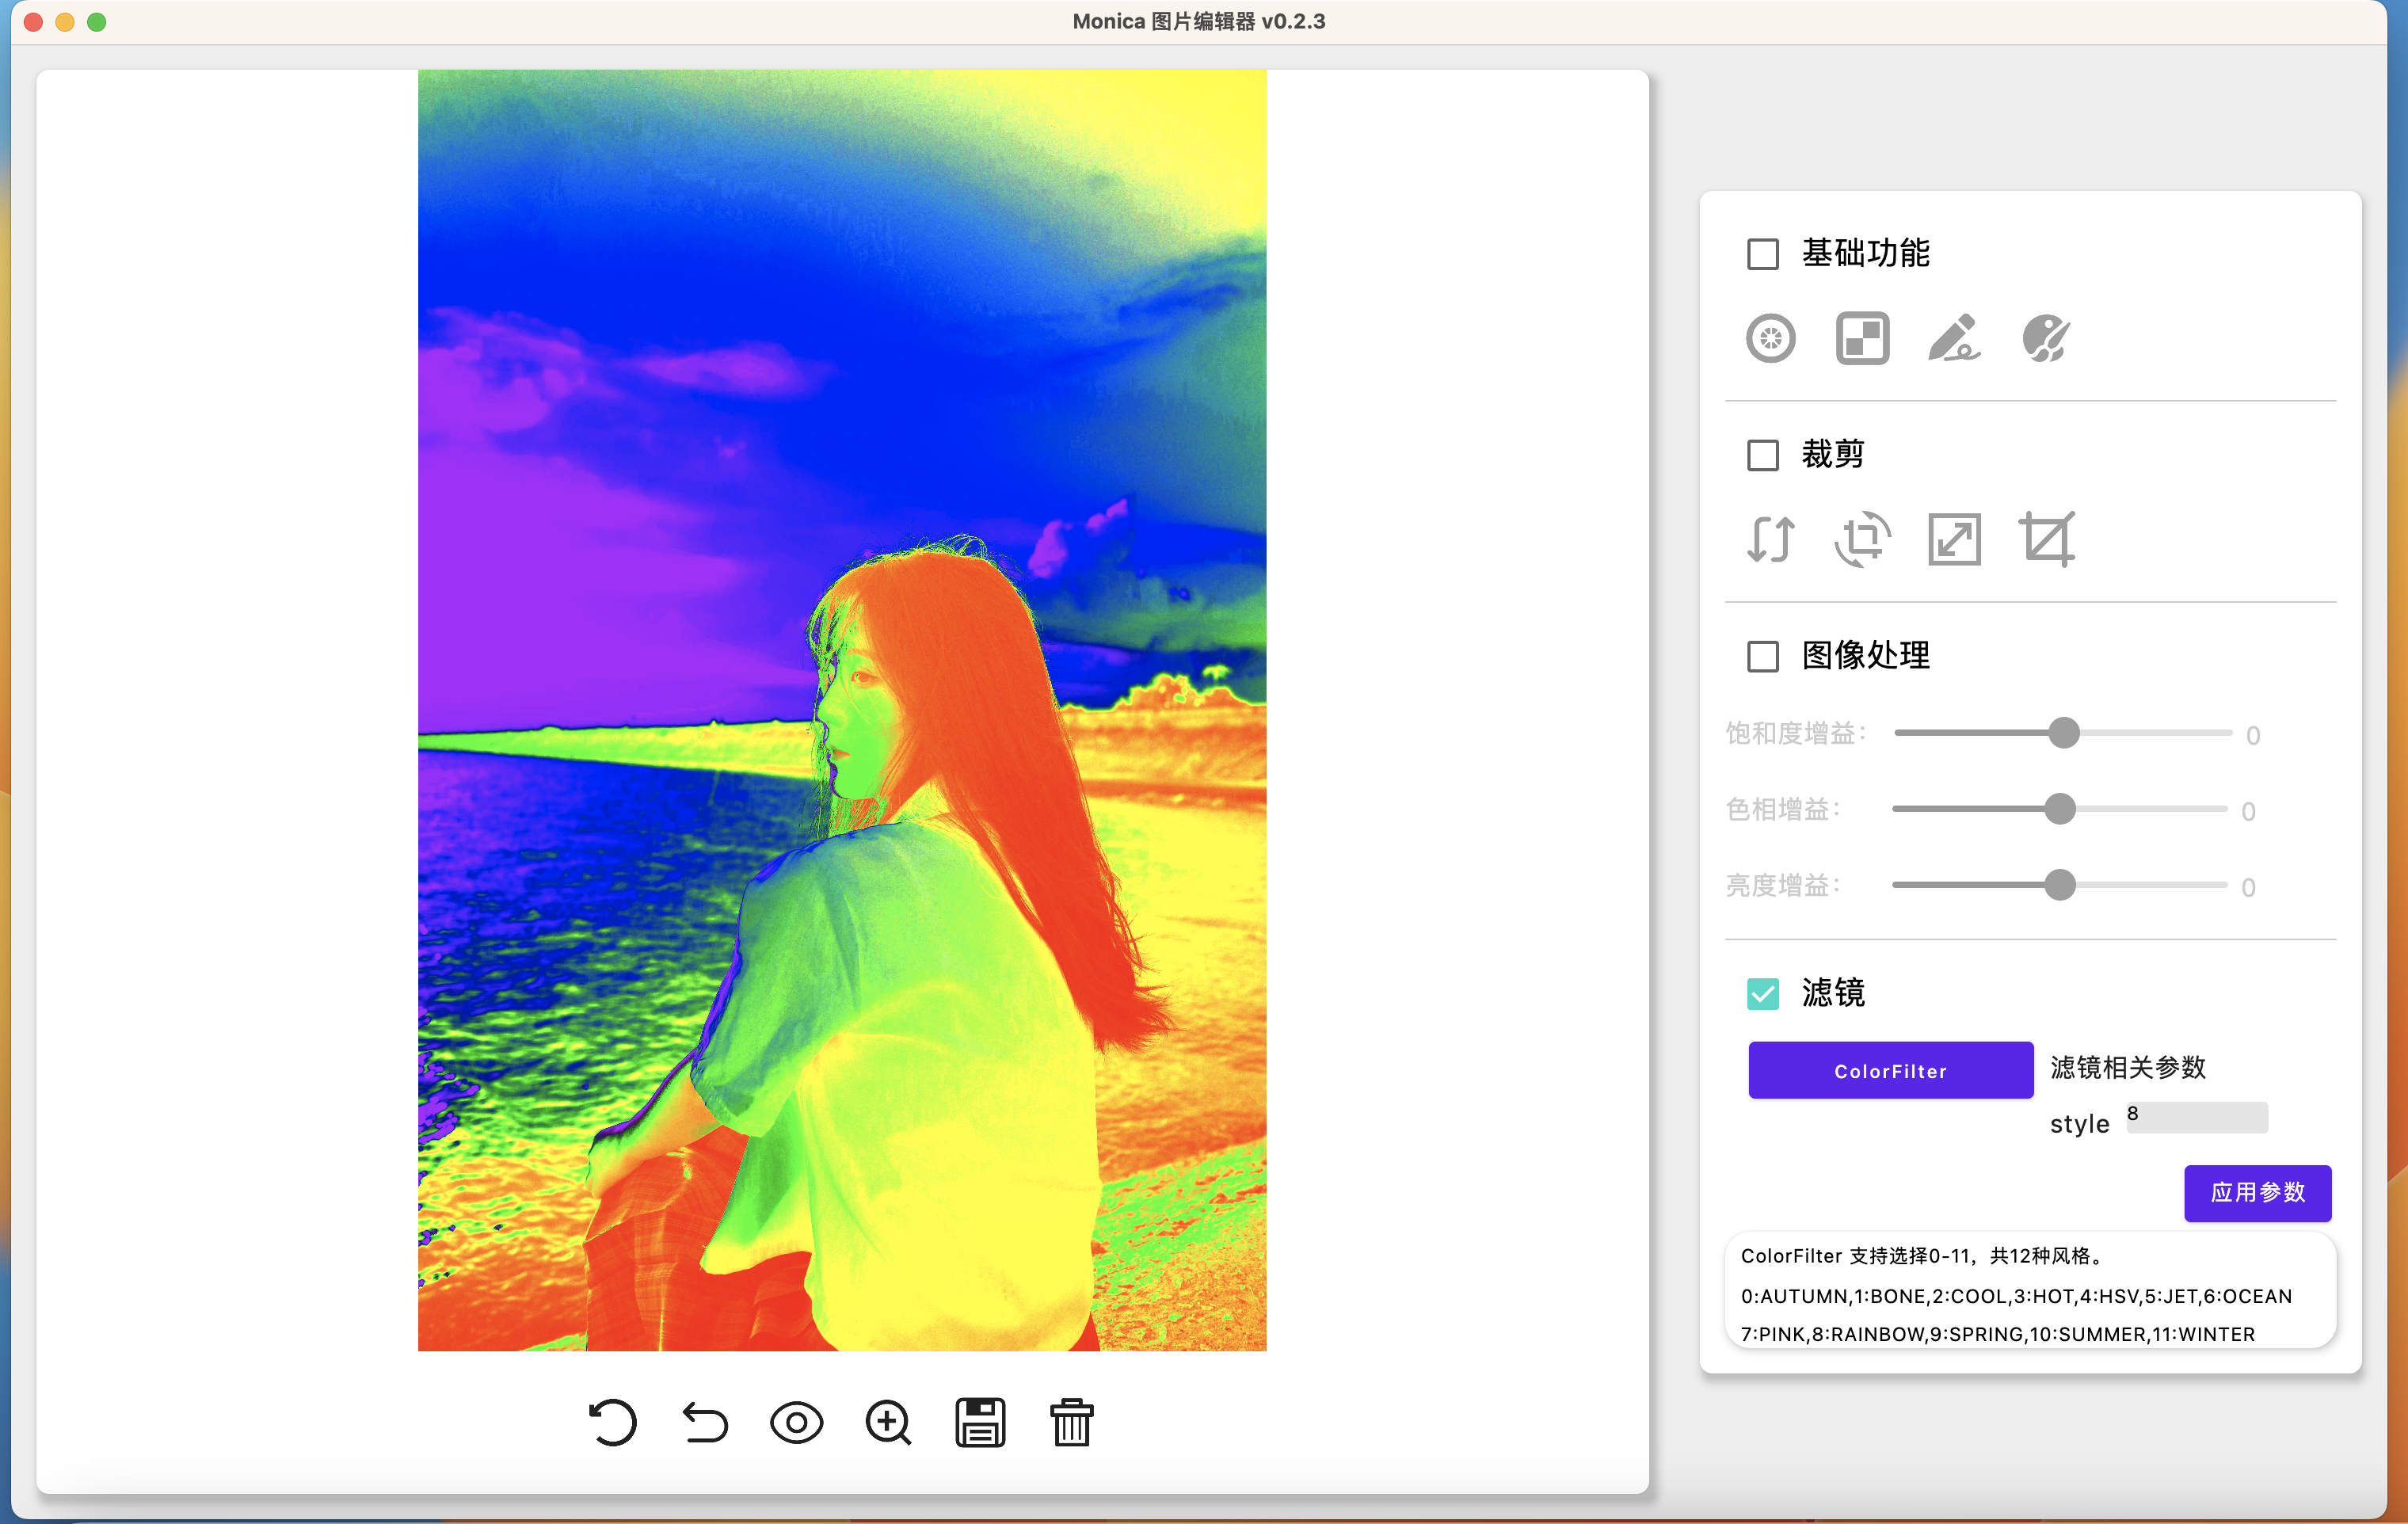 Monica 图片编辑器 v0.2.3
基础功能
裁剪
图像处理
饱和度增益： 0
色相增益： 0
亮度增益： 0
滤镜
ColorFilter
滤镜相关参数
style 8
应用参数
ColorFilter 支持选择0-11，共12种风格。
0:AUTUMN,1:BONE,2:COOL,3:HOT,4:HSV,5:JET,6:OCEAN
7:PINK,8:RAINBOW,9:SPRING,10:SUMMER,11:WINTER